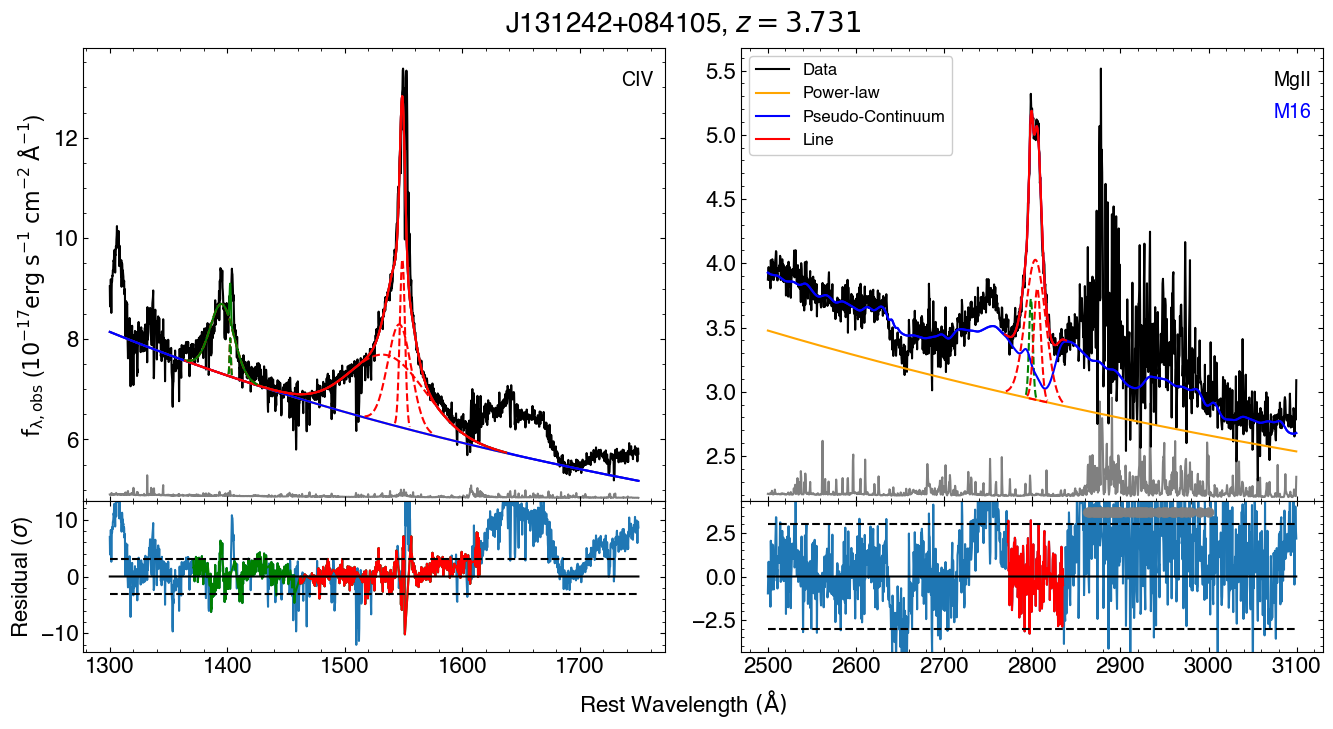 J131242+084105, z = 3.731
CIV
f_λ,obs (10⁻¹⁷erg s⁻¹ cm⁻² Å⁻¹)
12
10
8
6
Data
Power-law
Pseudo-Continuum
Line
MgII
M16
5.5
5.0
4.5
4.0
3.5
3.0
2.5
Residual (σ)
10
0
−10
1300 1400 1500 1600 1700
2.5
0.0
−2.5
2500 2600 2700 2800 2900 3000 3100
Rest Wavelength (Å)